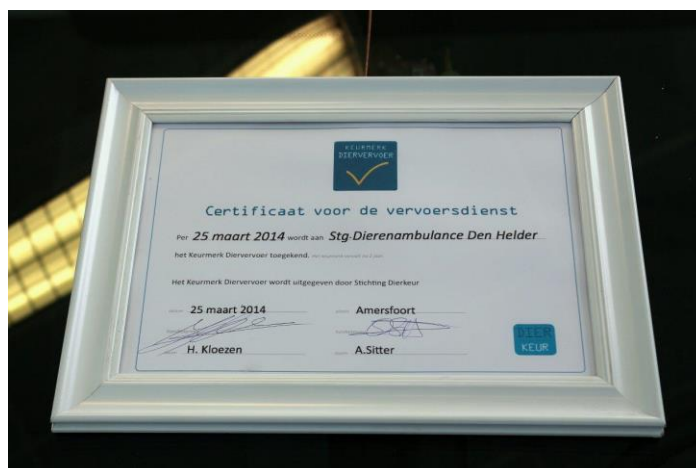 KEURMERK
DIERVERVOER
Certificaat voor de vervoersdienst
Per 25 maart 2014 wordt aan Stg.Dierenambulance Den Helder
het Keurmerk Diervervoer toegekend.
Het Keurmerk Diervervoer wordt uitgegeven door Stichting Dierkeur
25 maart 2014 Amersfoort
H. Kloezen A.Sitter
DIER
KEUR